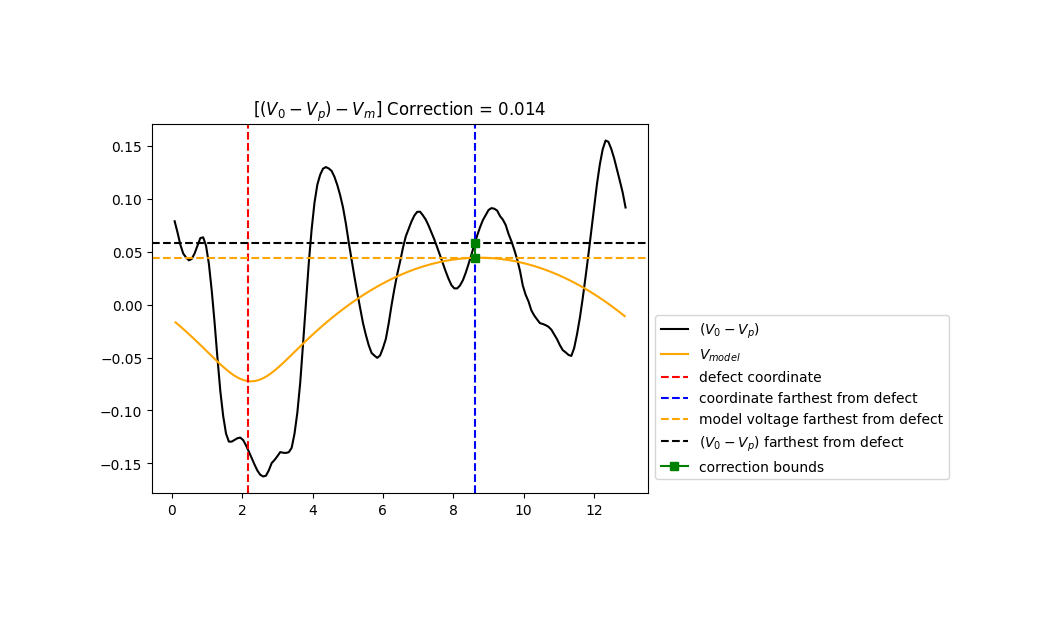 [(V₀ − Vₚ) − Vₘ] Correction = 0.014
0.15
0.10
0.05
0.00
−0.05
−0.10
−0.15
0 2 4 6 8 10 12
(V₀ − Vₚ)
V_model
defect coordinate
coordinate farthest from defect
model voltage farthest from defect
(V₀ − Vₚ) farthest from defect
correction bounds